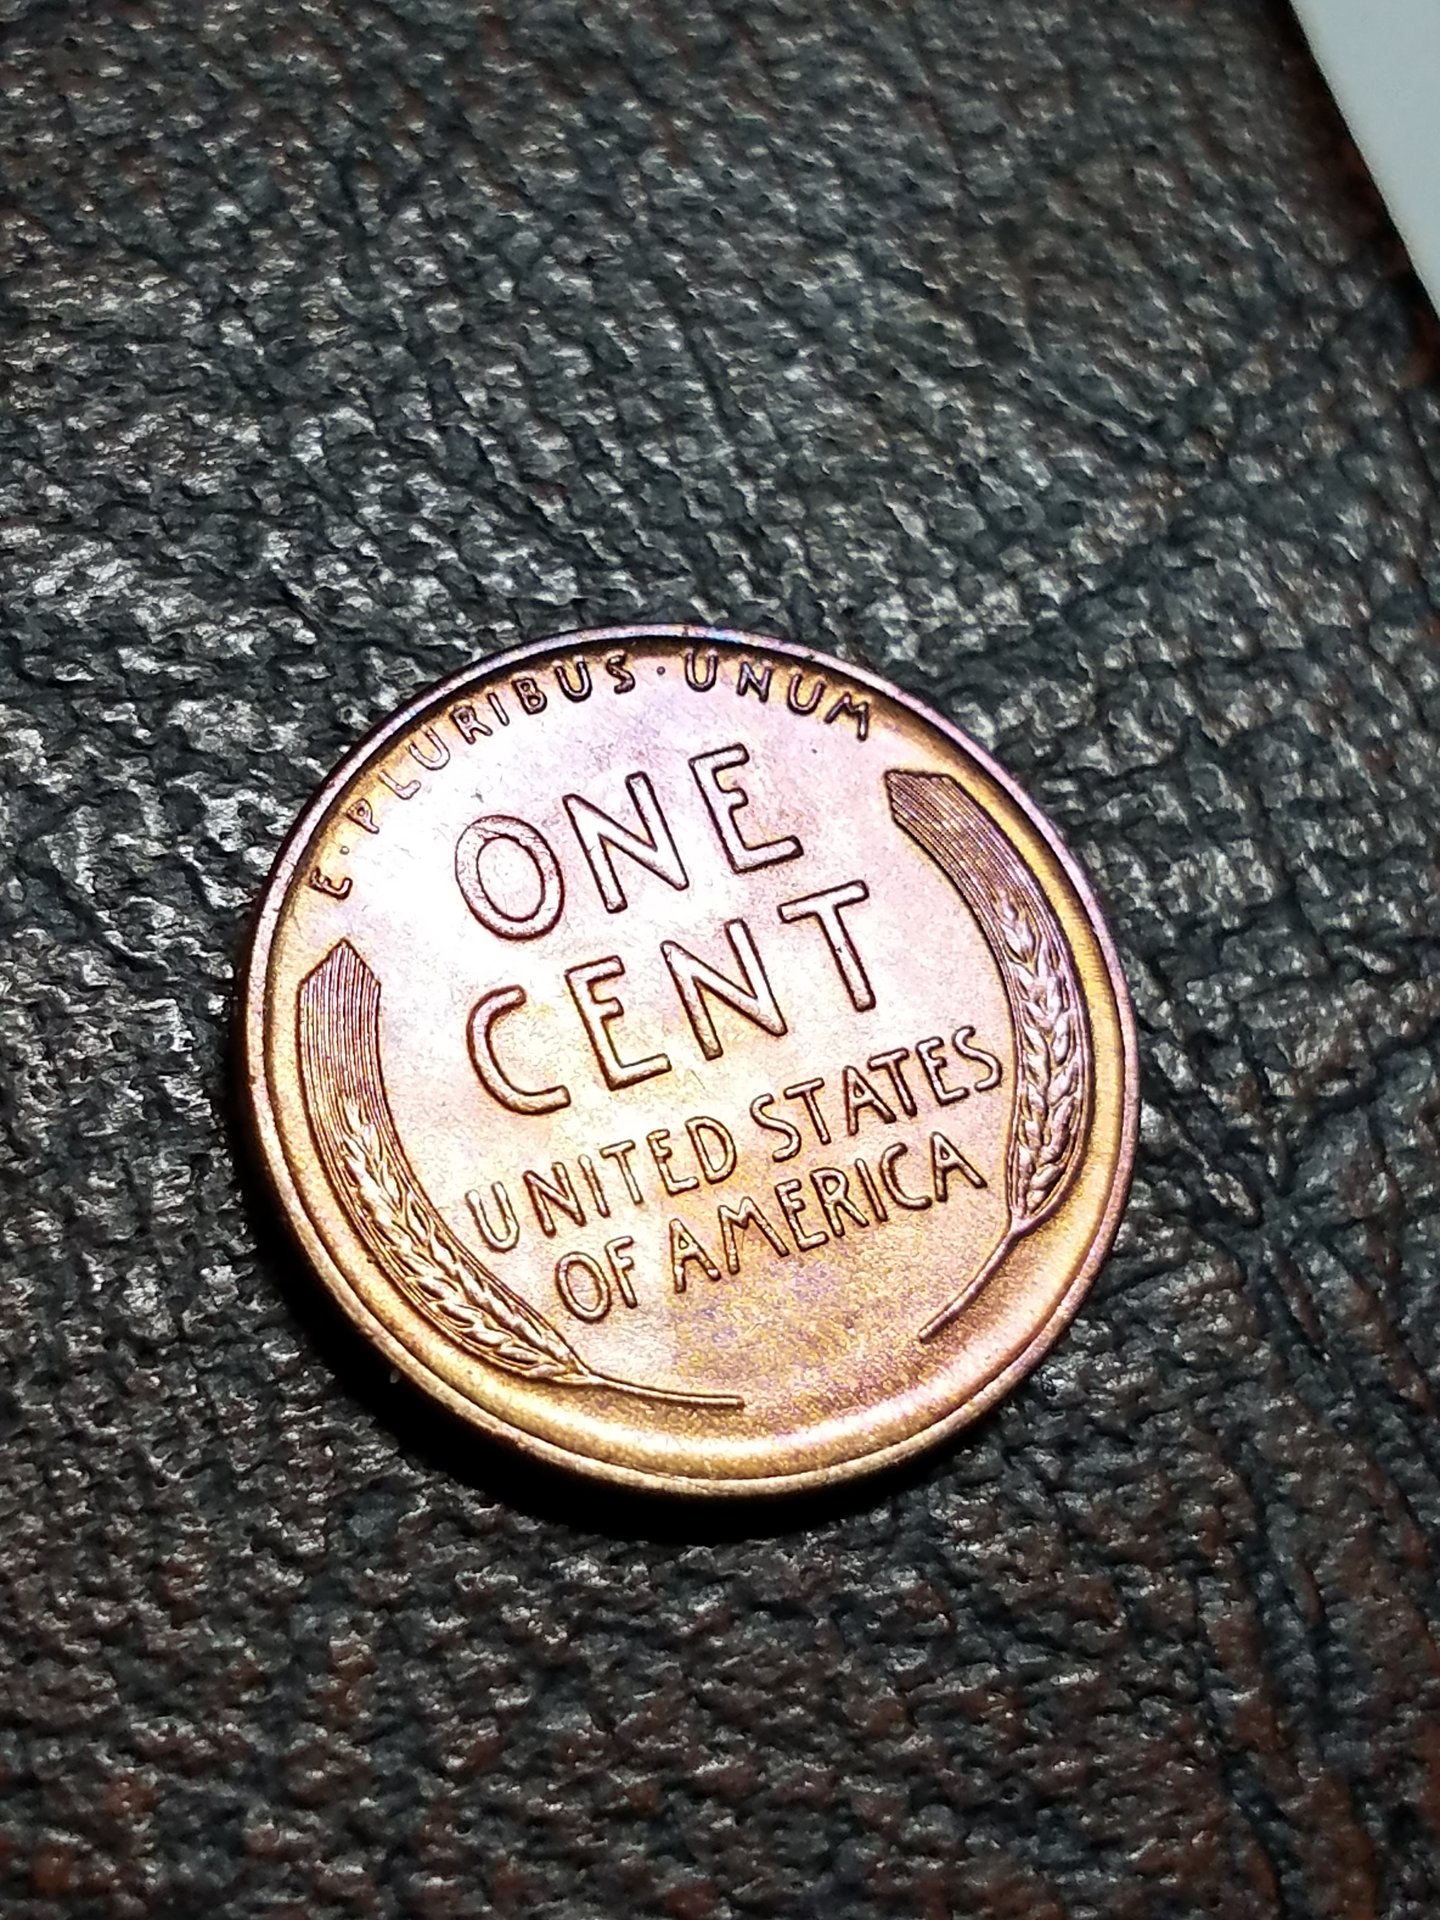 E·PLURIBUS·UNUM
ONE
CENT
UNITED STATES
OF AMERICA